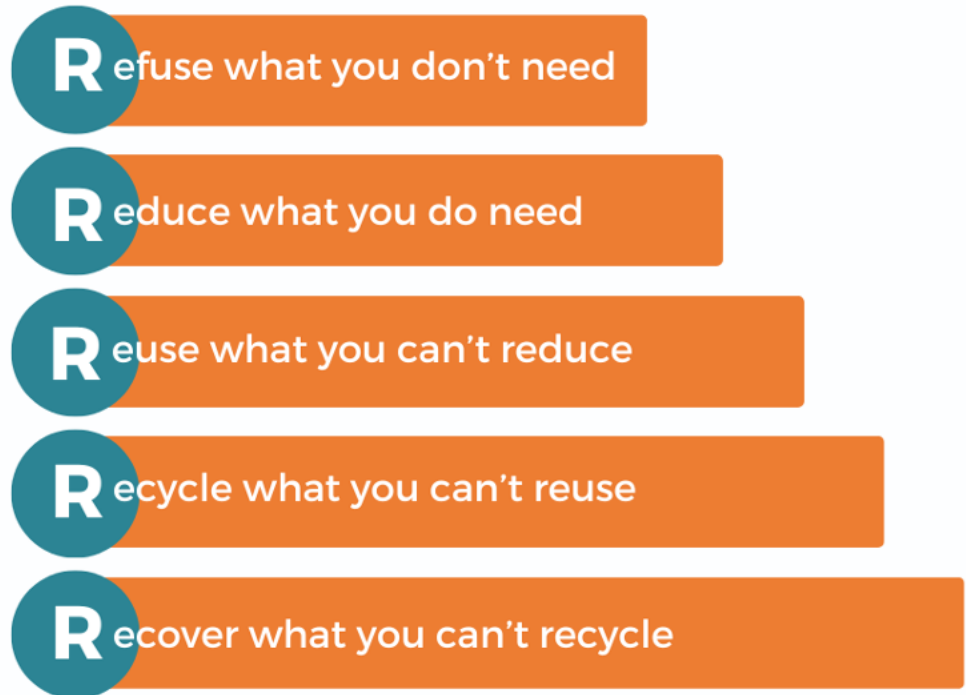 Refuse what you don’t need
Reduce what you do need
Reuse what you can’t reduce
Recycle what you can’t reuse
Recover what you can’t recycle